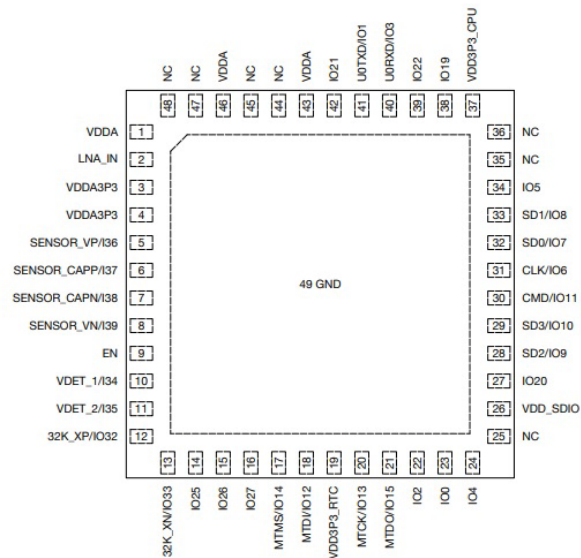 NC
NC
VDDA
NC
NC
VDDA
IO21
U0TXD/IO1
U0RXD/IO3
IO22
IO19
VDD3P3_CPU
48
47
46
45
44
43
42
41
40
39
38
37
VDDA 1
LNA_IN 2
VDDA3P3 3
VDDA3P3 4
SENSOR_VP/I36 5
SENSOR_CAPP/I37 6
SENSOR_CAPN/I38 7
SENSOR_VN/I39 8
EN 9
VDET_1/I34 10
VDET_2/I35 11
32K_XP/IO32 12
49 GND
36 NC
35 NC
34 IO5
33 SD1/IO8
32 SD0/IO7
31 CLK/IO6
30 CMD/IO11
29 SD3/IO10
28 SD2/IO9
27 IO20
26 VDD_SDIO
25 NC
13
14
15
16
17
18
19
20
21
22
23
24
32K_XN/IO33
IO25
IO26
IO27
MTMS/IO14
MTDI/IO12
VDD3P3_RTC
MTCK/IO13
MTDO/IO15
IO2
IO0
IO4